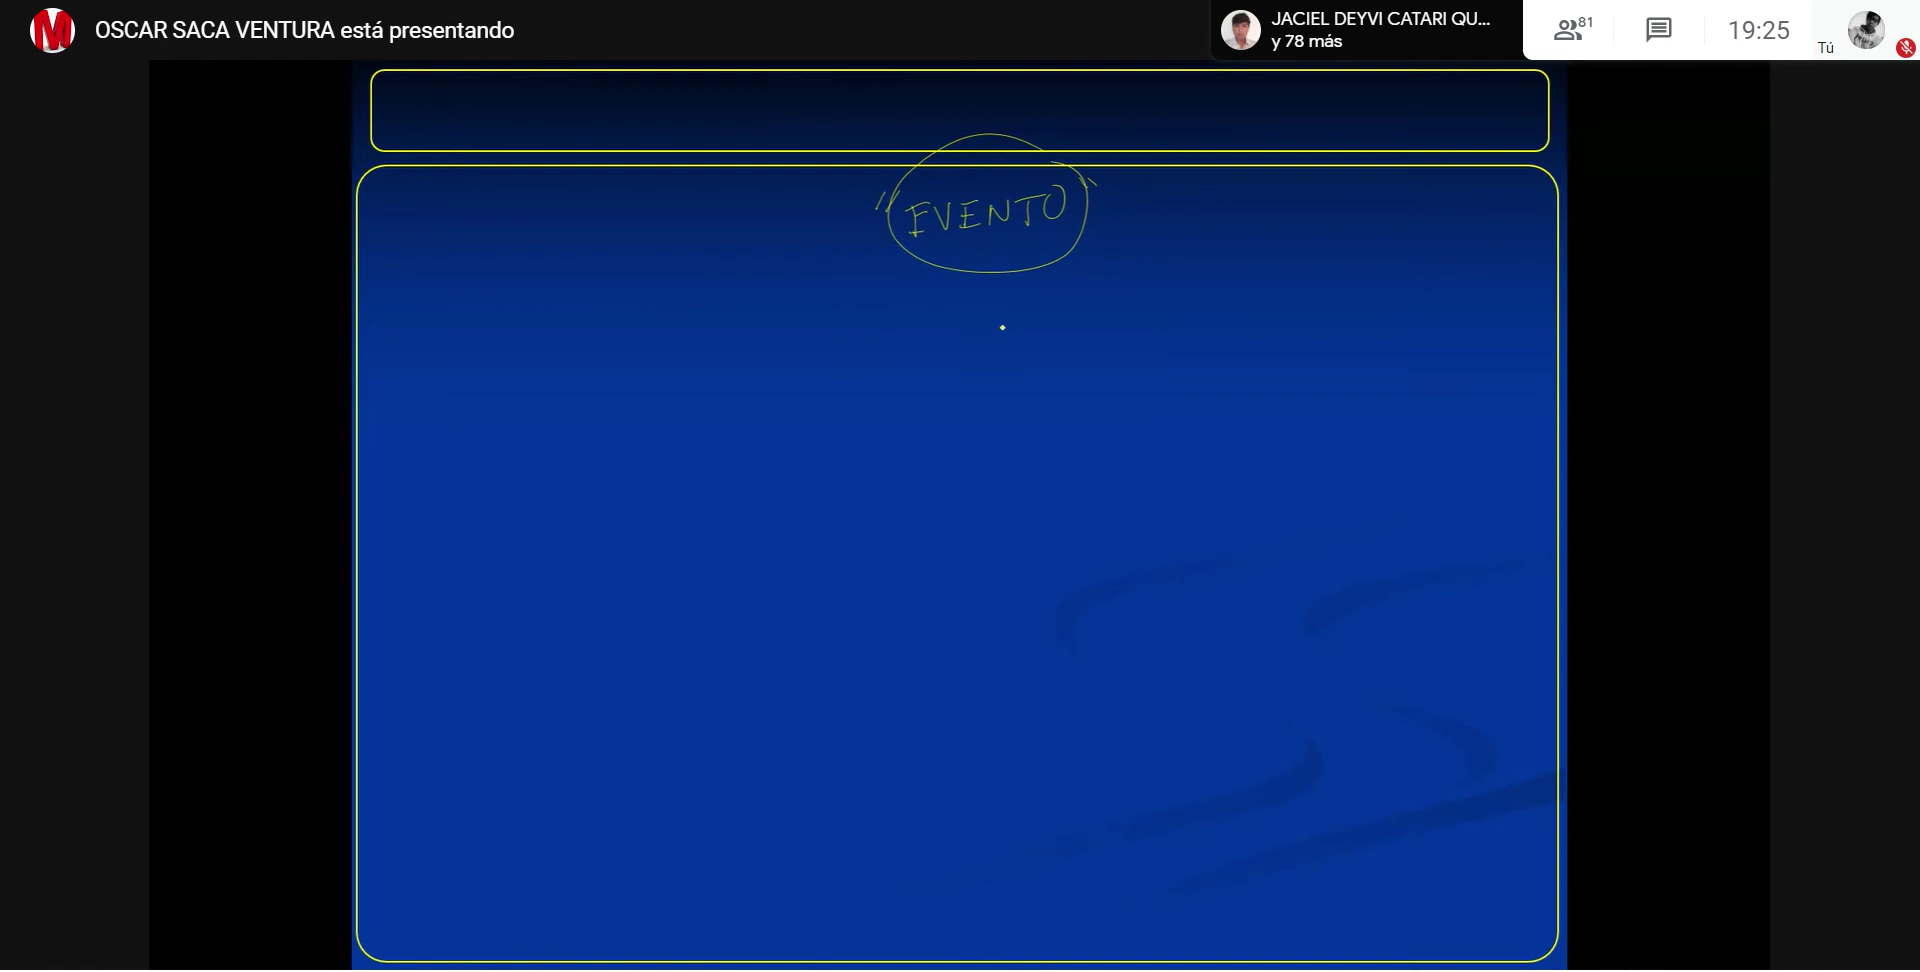 M OSCAR SACA VENTURA está presentando
JACIEL DEYVI CATARI QU...
y 78 más
81
19:25
Tú
"EVENTO"